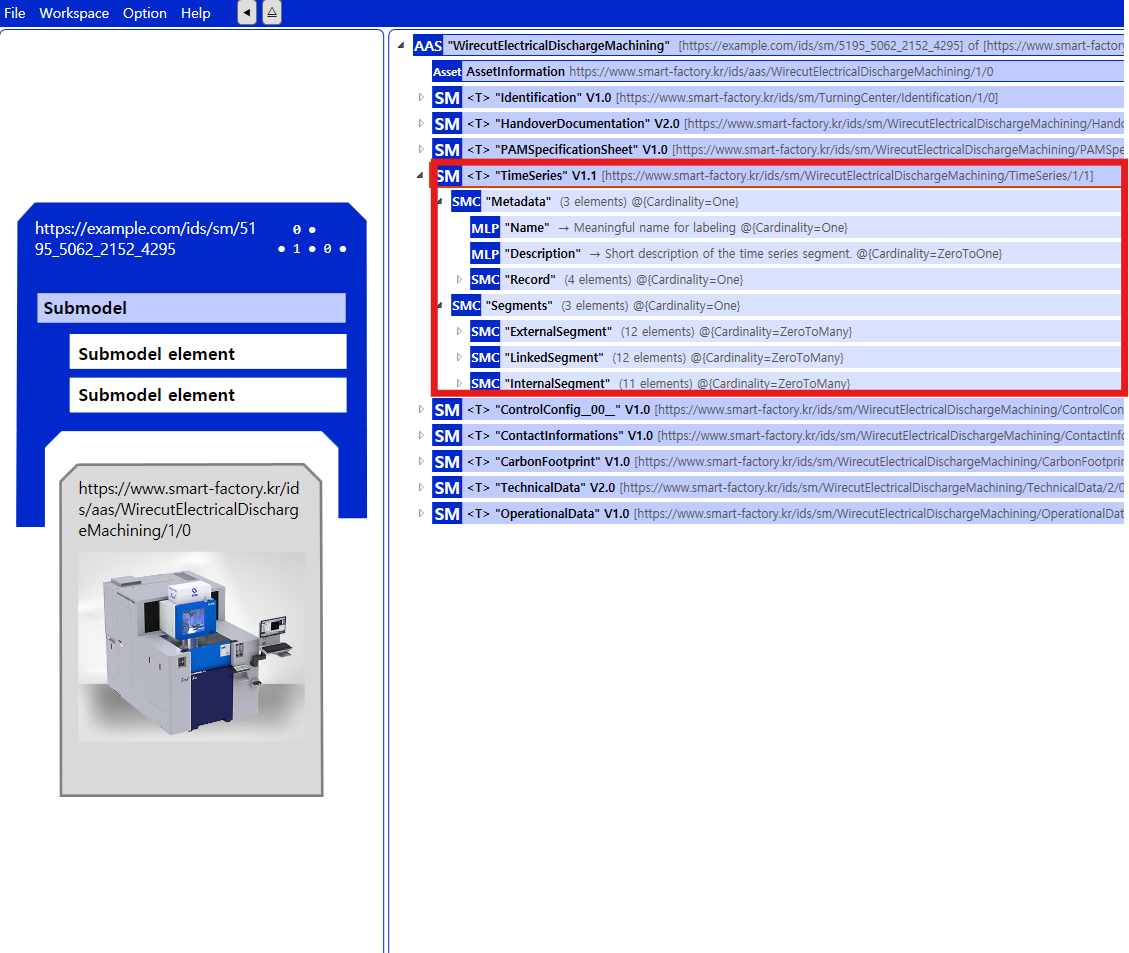 File Workspace Option Help
https://example.com/ids/sm/51
95_5062_2152_4295
0
1 0
Submodel
Submodel element
Submodel element
https://www.smart-factory.kr/id
s/aas/WirecutElectricalDischarg
eMachining/1/0
AAS "WirecutElectricalDischargeMachining" [https://example.com/ids/sm/5195_5062_2152_4295] of [https://www.smart-factory
Asset AssetInformation https://www.smart-factory.kr/ids/aas/WirecutElectricalDischargeMachining/1/0
SM <T> "Identification" V1.0 [https://www.smart-factory.kr/ids/sm/TurningCenter/Identification/1/0]
SM <T> "HandoverDocumentation" V2.0 [https://www.smart-factory.kr/ids/sm/WirecutElectricalDischargeMachining/Hando
SM <T> "PAMSpecificationSheet" V1.0 [https://www.smart-factory.kr/ids/sm/WirecutElectricalDischargeMachining/PAMSpe
SM <T> "TimeSeries" V1.1 [https://www.smart-factory.kr/ids/sm/WirecutElectricalDischargeMachining/TimeSeries/1/1]
SMC "Metadata" (3 elements) @{Cardinality=One}
MLP "Name" → Meaningful name for labeling @{Cardinality=One}
MLP "Description" → Short description of the time series segment. @{Cardinality=ZeroToOne}
SMC "Record" (4 elements) @{Cardinality=One}
SMC "Segments" (3 elements) @{Cardinality=One}
SMC "ExternalSegment" (12 elements) @{Cardinality=ZeroToMany}
SMC "LinkedSegment" (12 elements) @{Cardinality=ZeroToMany}
SMC "InternalSegment" (11 elements) @{Cardinality=ZeroToMany}
SM <T> "ControlConfig__00__" V1.0 [https://www.smart-factory.kr/ids/sm/WirecutElectricalDischargeMachining/ControlCon
SM <T> "ContactInformations" V1.0 [https://www.smart-factory.kr/ids/sm/WirecutElectricalDischargeMachining/ContactInfo
SM <T> "CarbonFootprint" V1.0 [https://www.smart-factory.kr/ids/sm/WirecutElectricalDischargeMachining/CarbonFootprin
SM <T> "TechnicalData" V2.0 [https://www.smart-factory.kr/ids/sm/WirecutElectricalDischargeMachining/TechnicalData/2/0
SM <T> "OperationalData" V1.0 [https://www.smart-factory.kr/ids/sm/WirecutElectricalDischargeMachining/OperationalDat